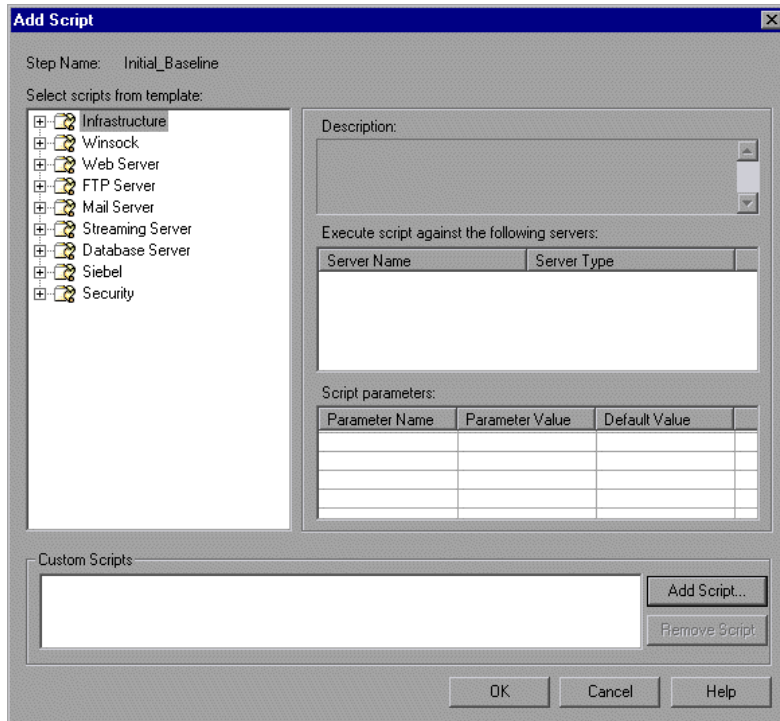 Add Script
Step Name: Initial_Baseline
Select scripts from template:
Infrastructure
Winsock
Web Server
FTP Server
Mail Server
Streaming Server
Database Server
Siebel
Security
Description:
Execute script against the following servers:
Server Name Server Type
Script parameters:
Parameter Name Parameter Value Default Value
Custom Scripts
Add Script...
Remove Script
OK Cancel Help